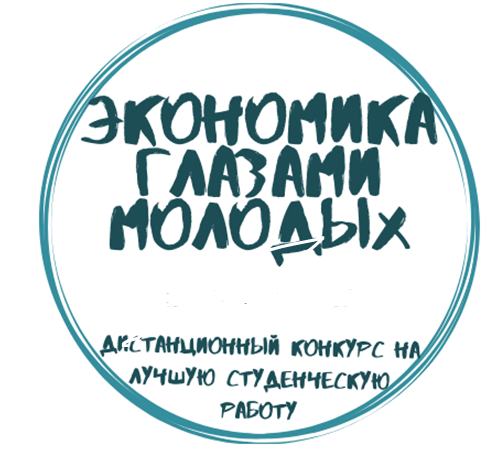 ЭКОНОМИКА
ГЛАЗАМИ
МОЛОДЫХ
ДИСТАНЦИОННЫЙ КОНКУРС НА
ЛУЧШУЮ СТУДЕНЧЕСКУЮ
РАБОТУ